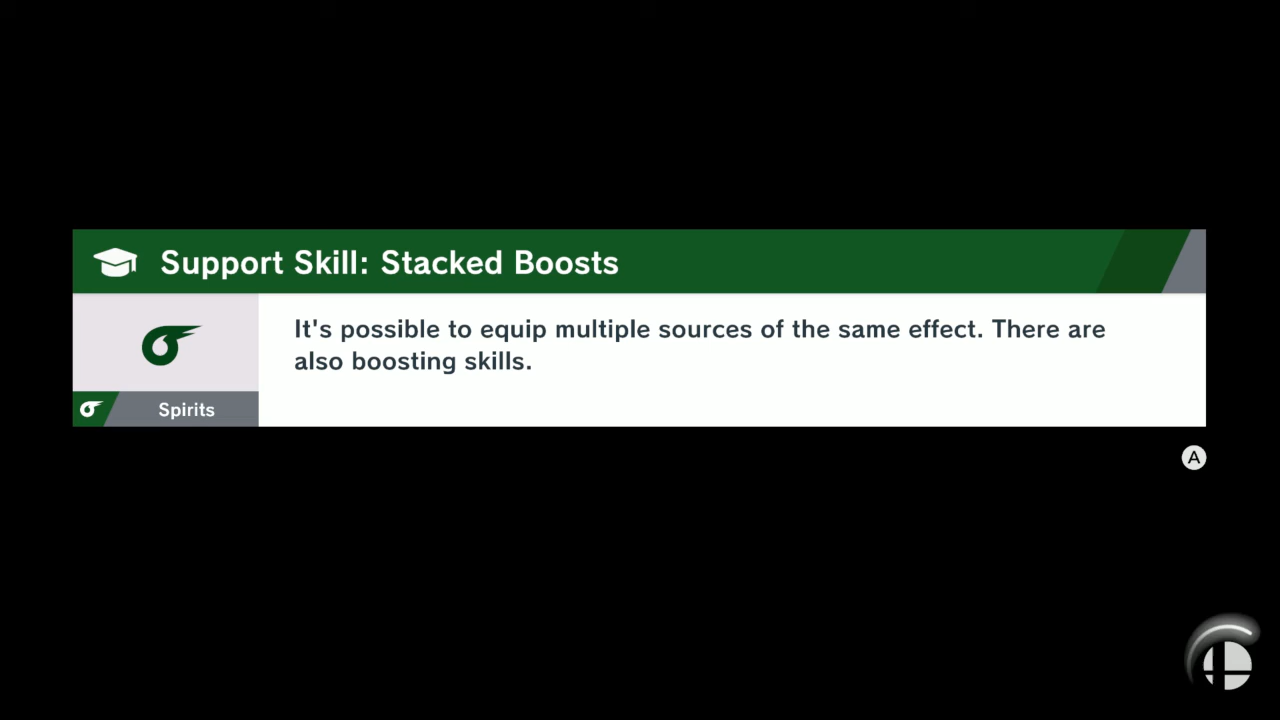 Support Skill: Stacked Boosts
It's possible to equip multiple sources of the same effect. There are
also boosting skills.
Spirits
A